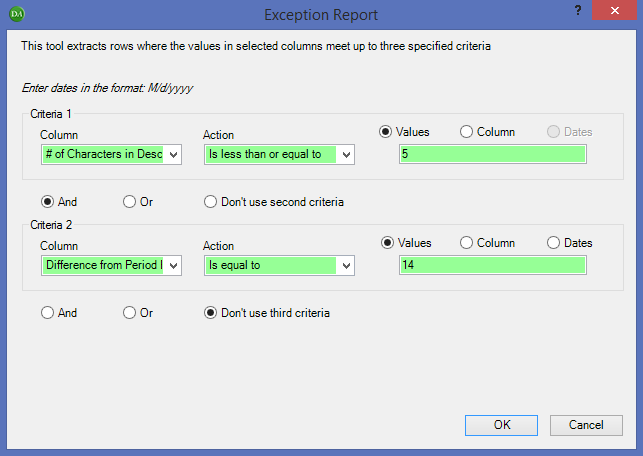 DA
Exception Report
?
This tool extracts rows where the values in selected columns meet up to three specified criteria
Enter dates in the format: M/d/yyyy
Criteria 1
Column Action Values Column Dates
# of Characters in Desc Is less than or equal to 5
And Or Don't use second criteria
Criteria 2
Column Action Values Column Dates
Difference from Period I Is equal to 14
And Or Don't use third criteria
OK Cancel